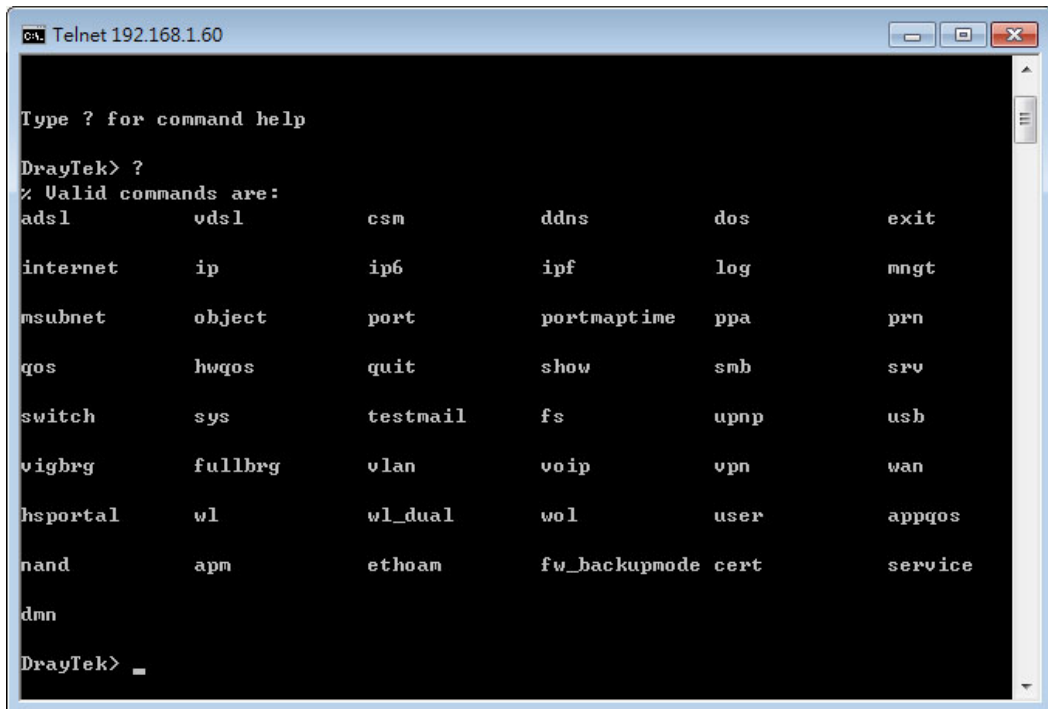 Telnet 192.168.1.60
Type ? for command help
DrayTek> ?
% Valid commands are:
adsl vdsl csm ddns dos exit
internet ip ip6 ipf log mngt
msubnet object port portmaptime ppa prn
qos hwqos quit show smb srv
switch sys testmail fs upnp usb
vigbrg fullbrg vlan voip vpn wan
hsportal wl wl_dual wol user appqos
nand apm ethoam fw_backupmode cert service
dmn
DrayTek> _